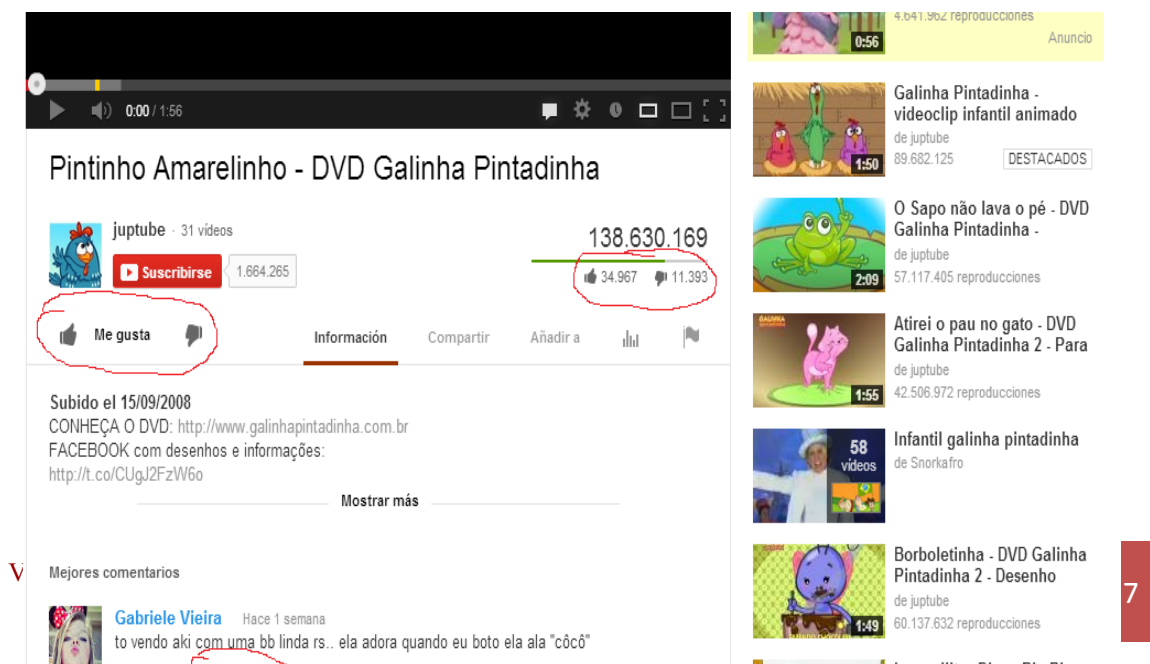 0:00 / 1:56
Pintinho Amarelinho - DVD Galinha Pintadinha
juptube · 31 vídeos
Suscribirse 1.664.265
138.630.169
34.967 11.393
Me gusta
Información Compartir Añadir a
Subido el 15/09/2008
CONHEÇA O DVD: http://www.galinhapintadinha.com.br
FACEBOOK com desenhos e informações:
http://t.co/CUgJ2FzW6o
Mostrar más
V
Mejores comentarios
Gabriele Vieira Hace 1 semana
to vendo aki com uma bb linda rs.. ela adora quando eu boto ela ala "côcô"
4.641.962 reproducciones
0:56
Anuncio
Galinha Pintadinha -
videoclip infantil animado
de juptube
89.682.125 DESTACADOS
1:50
O Sapo não lava o pé - DVD
Galinha Pintadinha -
de juptube
57.117.405 reproducciones
2:09
Atirei o pau no gato - DVD
Galinha Pintadinha 2 - Para
de juptube
42.506.972 reproducciones
1:55
Infantil galinha pintadinha
de Snorkafro
58
vídeos
Borboletinha - DVD Galinha
Pintadinha 2 - Desenho
de juptube
60.137.632 reproducciones
1:49
7